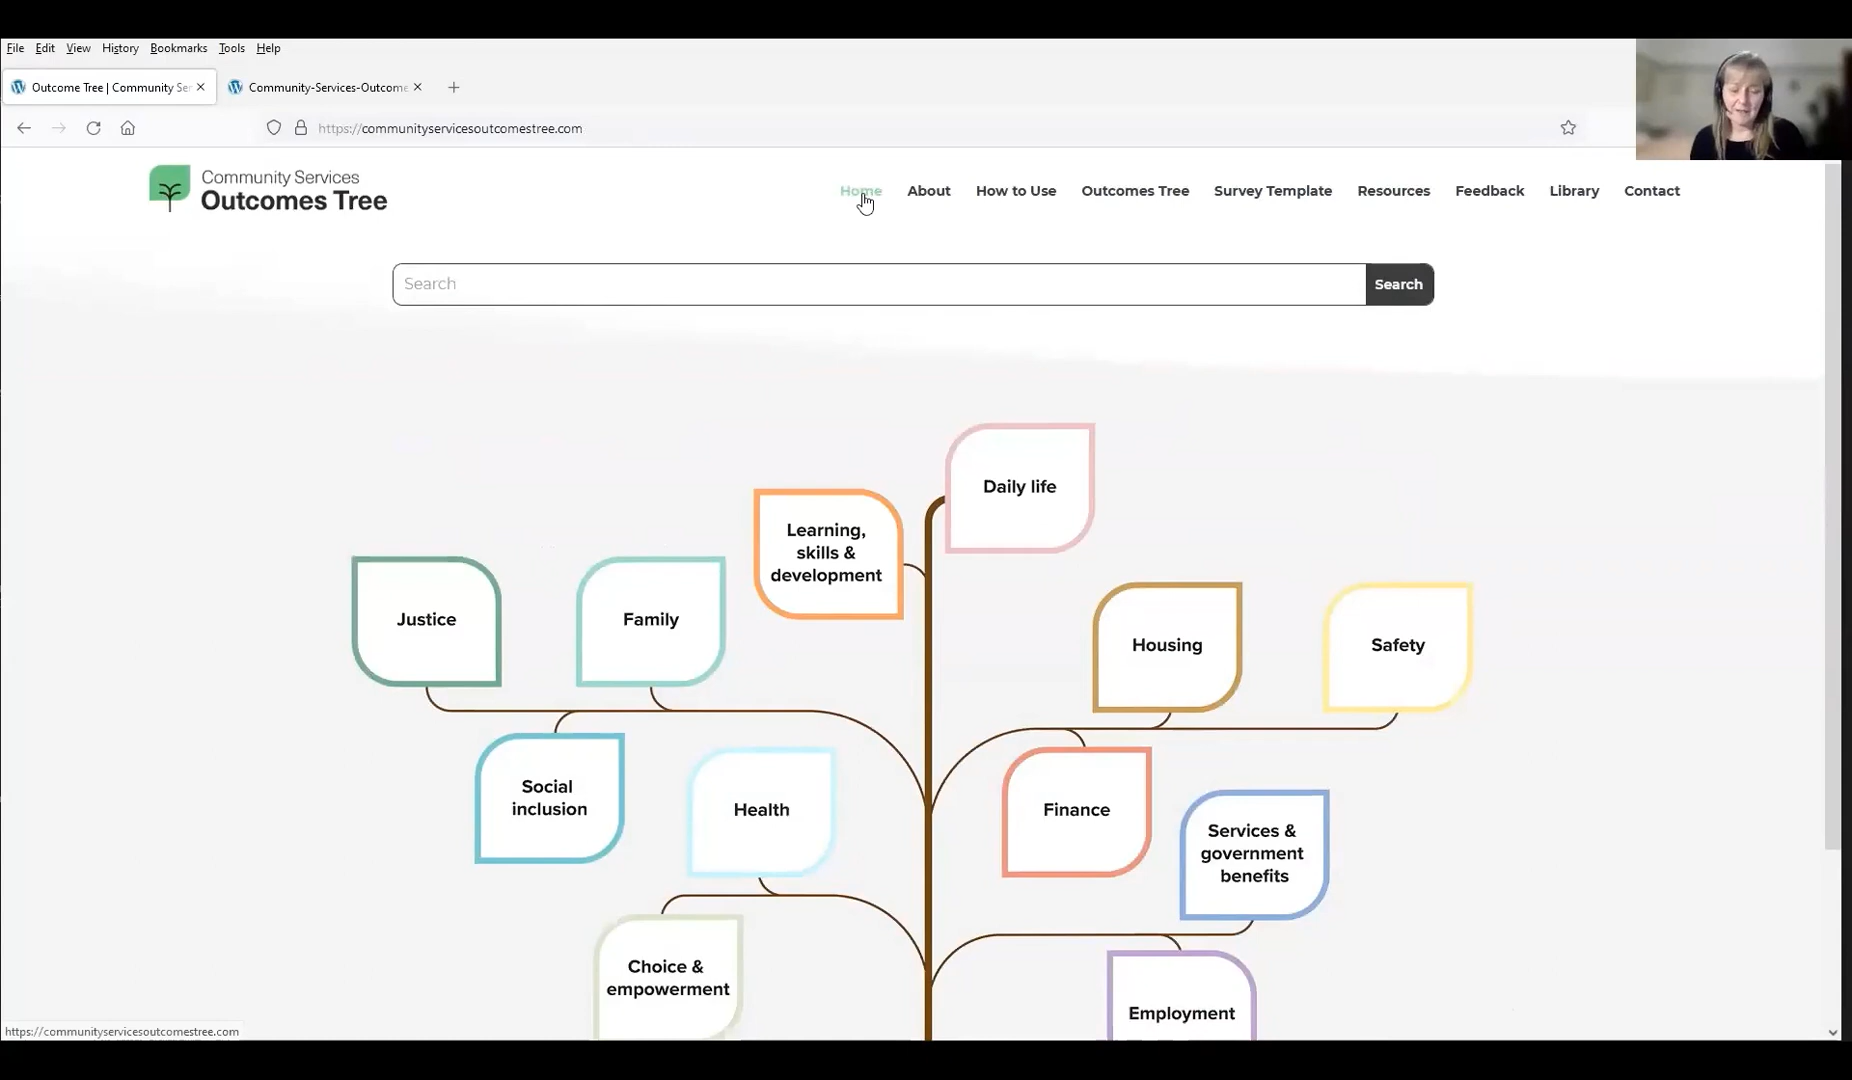 File Edit View History Bookmarks Tools Help
Outcome Tree | Community Ser
Community-Services-Outcome
https://communityservicesoutcomestree.com
Community Services
Outcomes Tree
Home About How to Use Outcomes Tree Survey Template Resources Feedback Library Contact
Search
Search
Daily life
Learning,
skills &
development
Justice
Family
Housing
Safety
Social
inclusion
Health
Finance
Services &
government
benefits
Choice &
empowerment
Employment
https://communityservicesoutcomestree.com